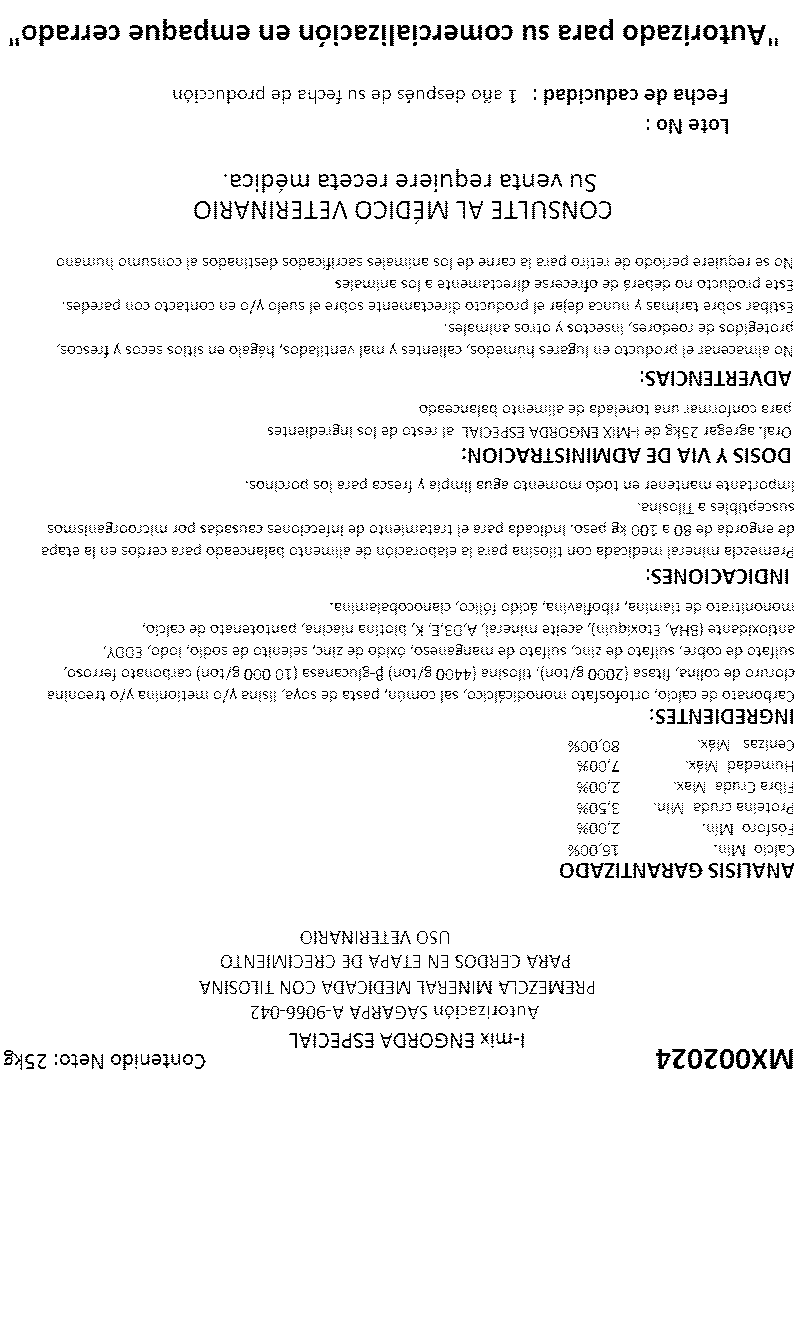 MX002024
Contenido Neto: 25kg
I-mix ENGORDA ESPECIAL
Autorización SAGARPA A-9066-042
PREMEZCLA MINERAL MEDICADA CON TILOSINA
PARA CERDOS EN ETAPA DE CRECIMIENTO
USO VETERINARIO
ANALISIS GARANTIZADO
Calcio Mín. 15,00%
Fósforo Mín. 2,00%
Proteína cruda Mín. 3,50%
Fibra Cruda Máx. 2,00%
Humedad Máx. 7,00%
Cenizas Máx. 80,00%
INGREDIENTES:
Carbonato de calcio, ortofosfato monodicálcico, sal común, pasta de soya, lisina y/o metionina y/o treonina
cloruro de colina, fitasa (2000 g/ton), tilosina (4400 g/ton) β-glucanasa (10 000 g/ton) carbonato ferroso,
sulfato de cobre, sulfato de zinc, sulfato de manganeso, óxido de zinc, selenito de sodio, iodo, EDDY,
antioxidante (BHA, Etoxiquin), aceite mineral, A,D3,E, K, biotina niacina, pantotenato de calcio,
mononitrato de tiamina, riboflavina, ácido fólico, cianocobalamina.
INDICACIONES:
Premezcla mineral medicada con tilosina para la elaboración de alimento balanceado para cerdos en la etapa
de engorda de 80 a 100 kg peso. Indicada para el tratamiento de infecciones causadas por microorganismos
susceptibles a Tilosina.
Importante mantener en todo momento agua limpia y fresca para los porcinos.
DOSIS Y VIA DE ADMINISTRACION:
Oral. agregar 25kg de I-MIX ENGORDA ESPECIAL al resto de los ingredientes
para conformar una tonelada de alimento balanceado
ADVERTENCIAS:
No almacenar el producto en lugares húmedos, calientes y mal ventilados, hágalo en sitios secos y frescos,
protegidos de roedores, insectos y otros animales.
Estibar sobre tarimas y nunca dejar el producto directamente sobre el suelo y/o en contacto con paredes.
Este producto no deberá de ofrecerse directamente a los animales
No se requiere periodo de retiro para la carne de los animales sacrificados destinados al consumo humano
CONSULTE AL MÉDICO VETERINARIO
Su venta requiere receta médica.
Lote No :
Fecha de caducidad : 1 año después de su fecha de producción
"Autorizado para su comercialización en empaque cerrado"